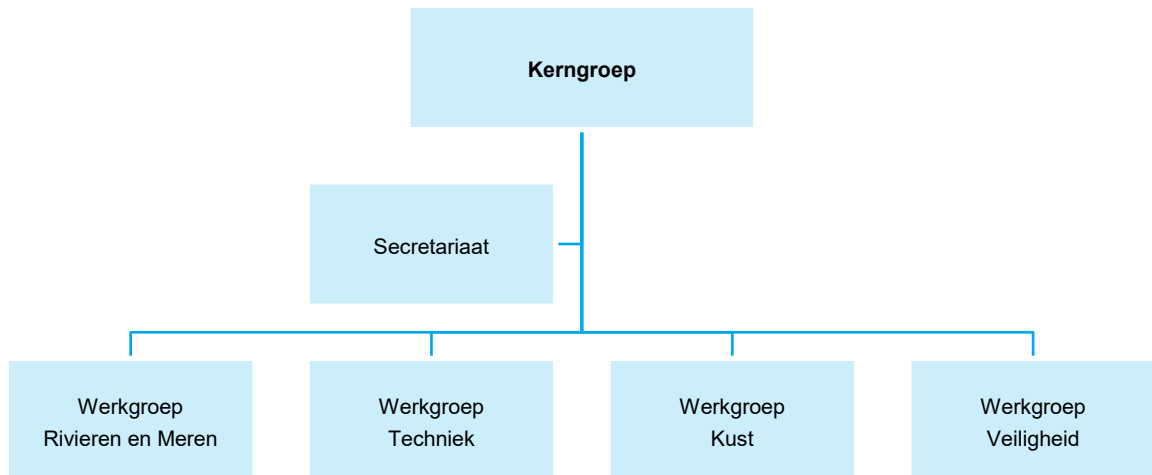 Kerngroep
Secretariaat
Werkgroep
Rivieren en Meren
Werkgroep
Techniek
Werkgroep
Kust
Werkgroep
Veiligheid